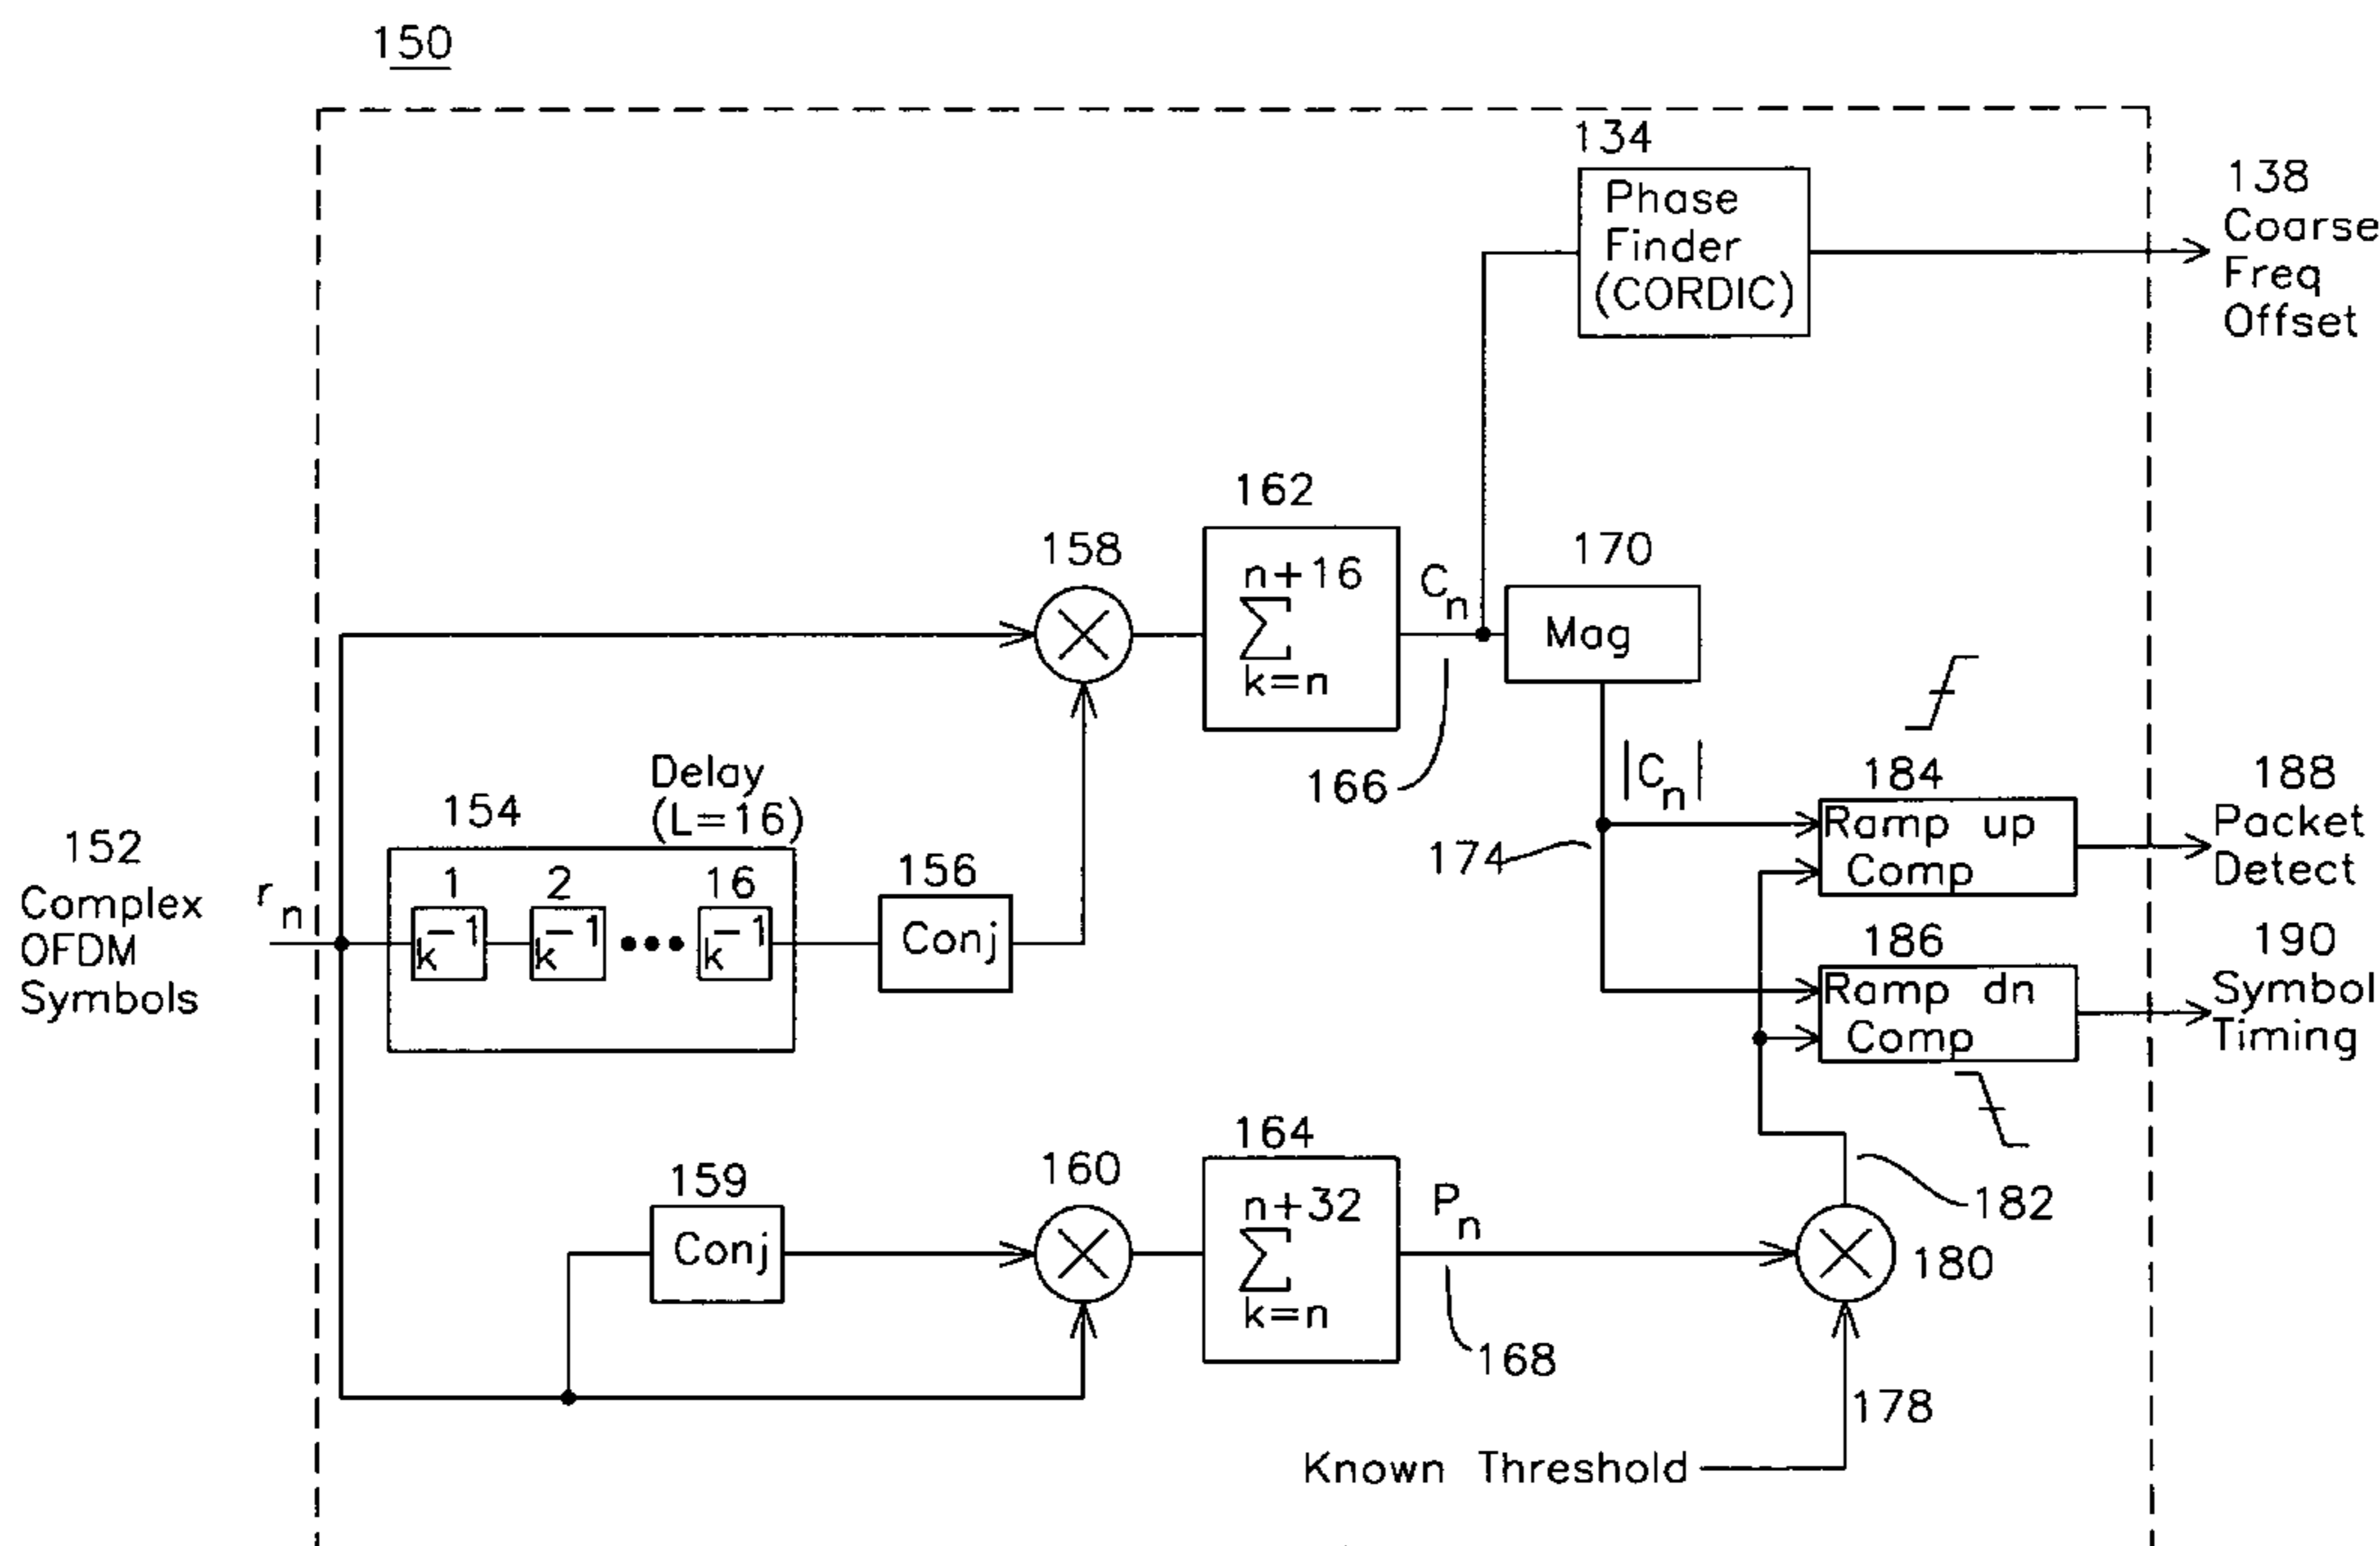 150
134
Phase
Finder
(CORDIC)
138
Coarse
Freq
Offset
162
n+16
∑
k=n
158
C_n
170
Mag
166
|C_n|
174
184
Ramp up
Comp
188
Packet
Detect
152
Complex
OFDM
Symbols
r_n
154
Delay
(L=16)
1 2 16
k^-1 k^-1 ••• k^-1
156
Conj
186
Ramp dn
Comp
190
Symbol
Timing
159
Conj
160
164
n+32
∑
k=n
P_n
168
182
180
178
Known Threshold